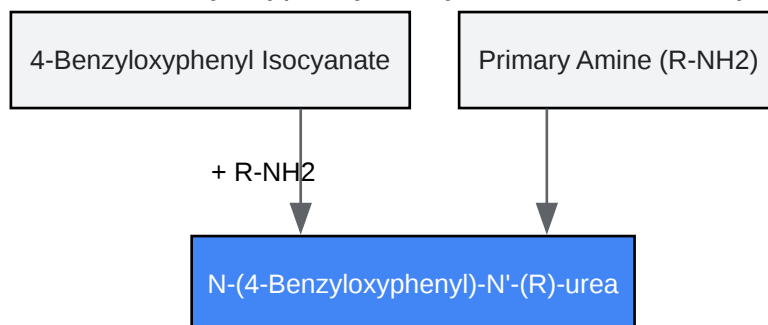 4-Benzyloxyphenyl Isocyanate
Primary Amine (R-NH2)
+ R-NH2
N-(4-Benzyloxyphenyl)-N'-(R)-urea